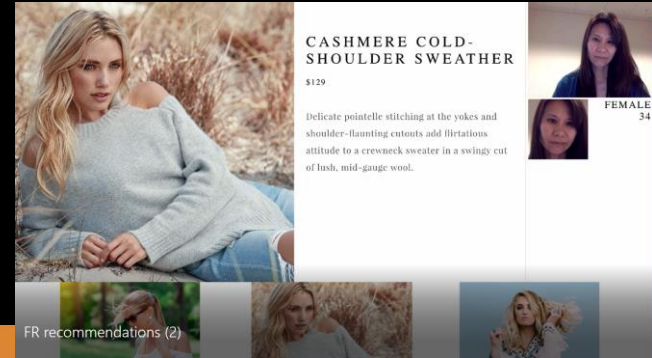 CASHMERE COLD-
SHOULDER SWEATHER
$129
Delicate pointelle stitching at the yokes and
shoulder-flaunting cutouts add flirtatious
attitude to a crewneck sweater in a swingy cut
of lush, mid-gauge wool.
FEMALE
34
FR recommendations (2)